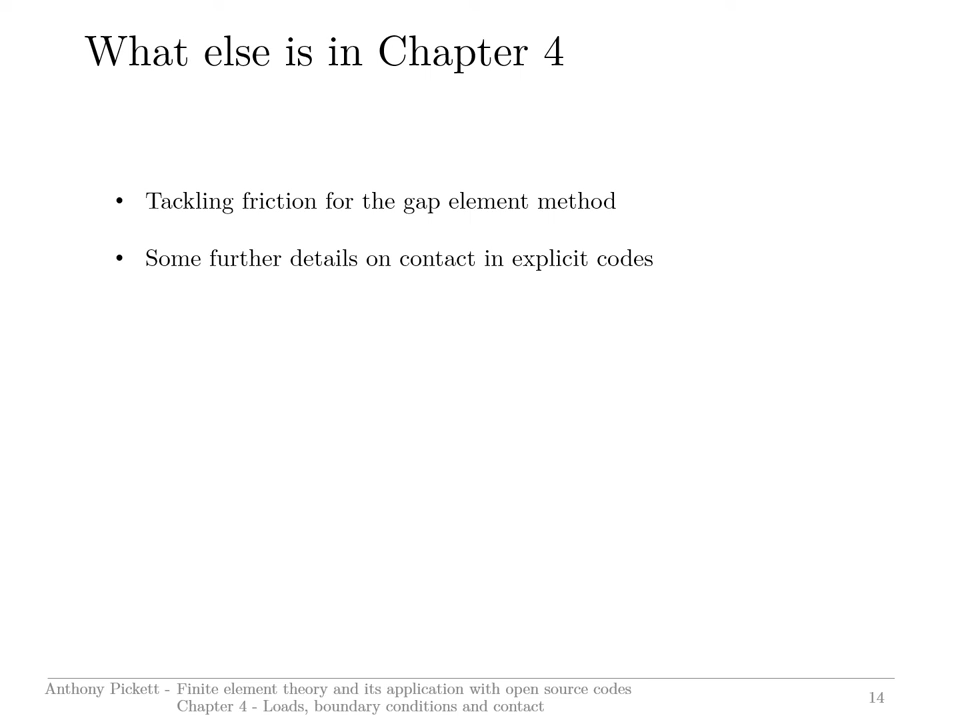 What else is in Chapter 4
• Tackling friction for the gap element method
• Some further details on contact in explicit codes
Anthony Pickett - Finite element theory and its application with open source codes
Chapter 4 - Loads, boundary conditions and contact
14